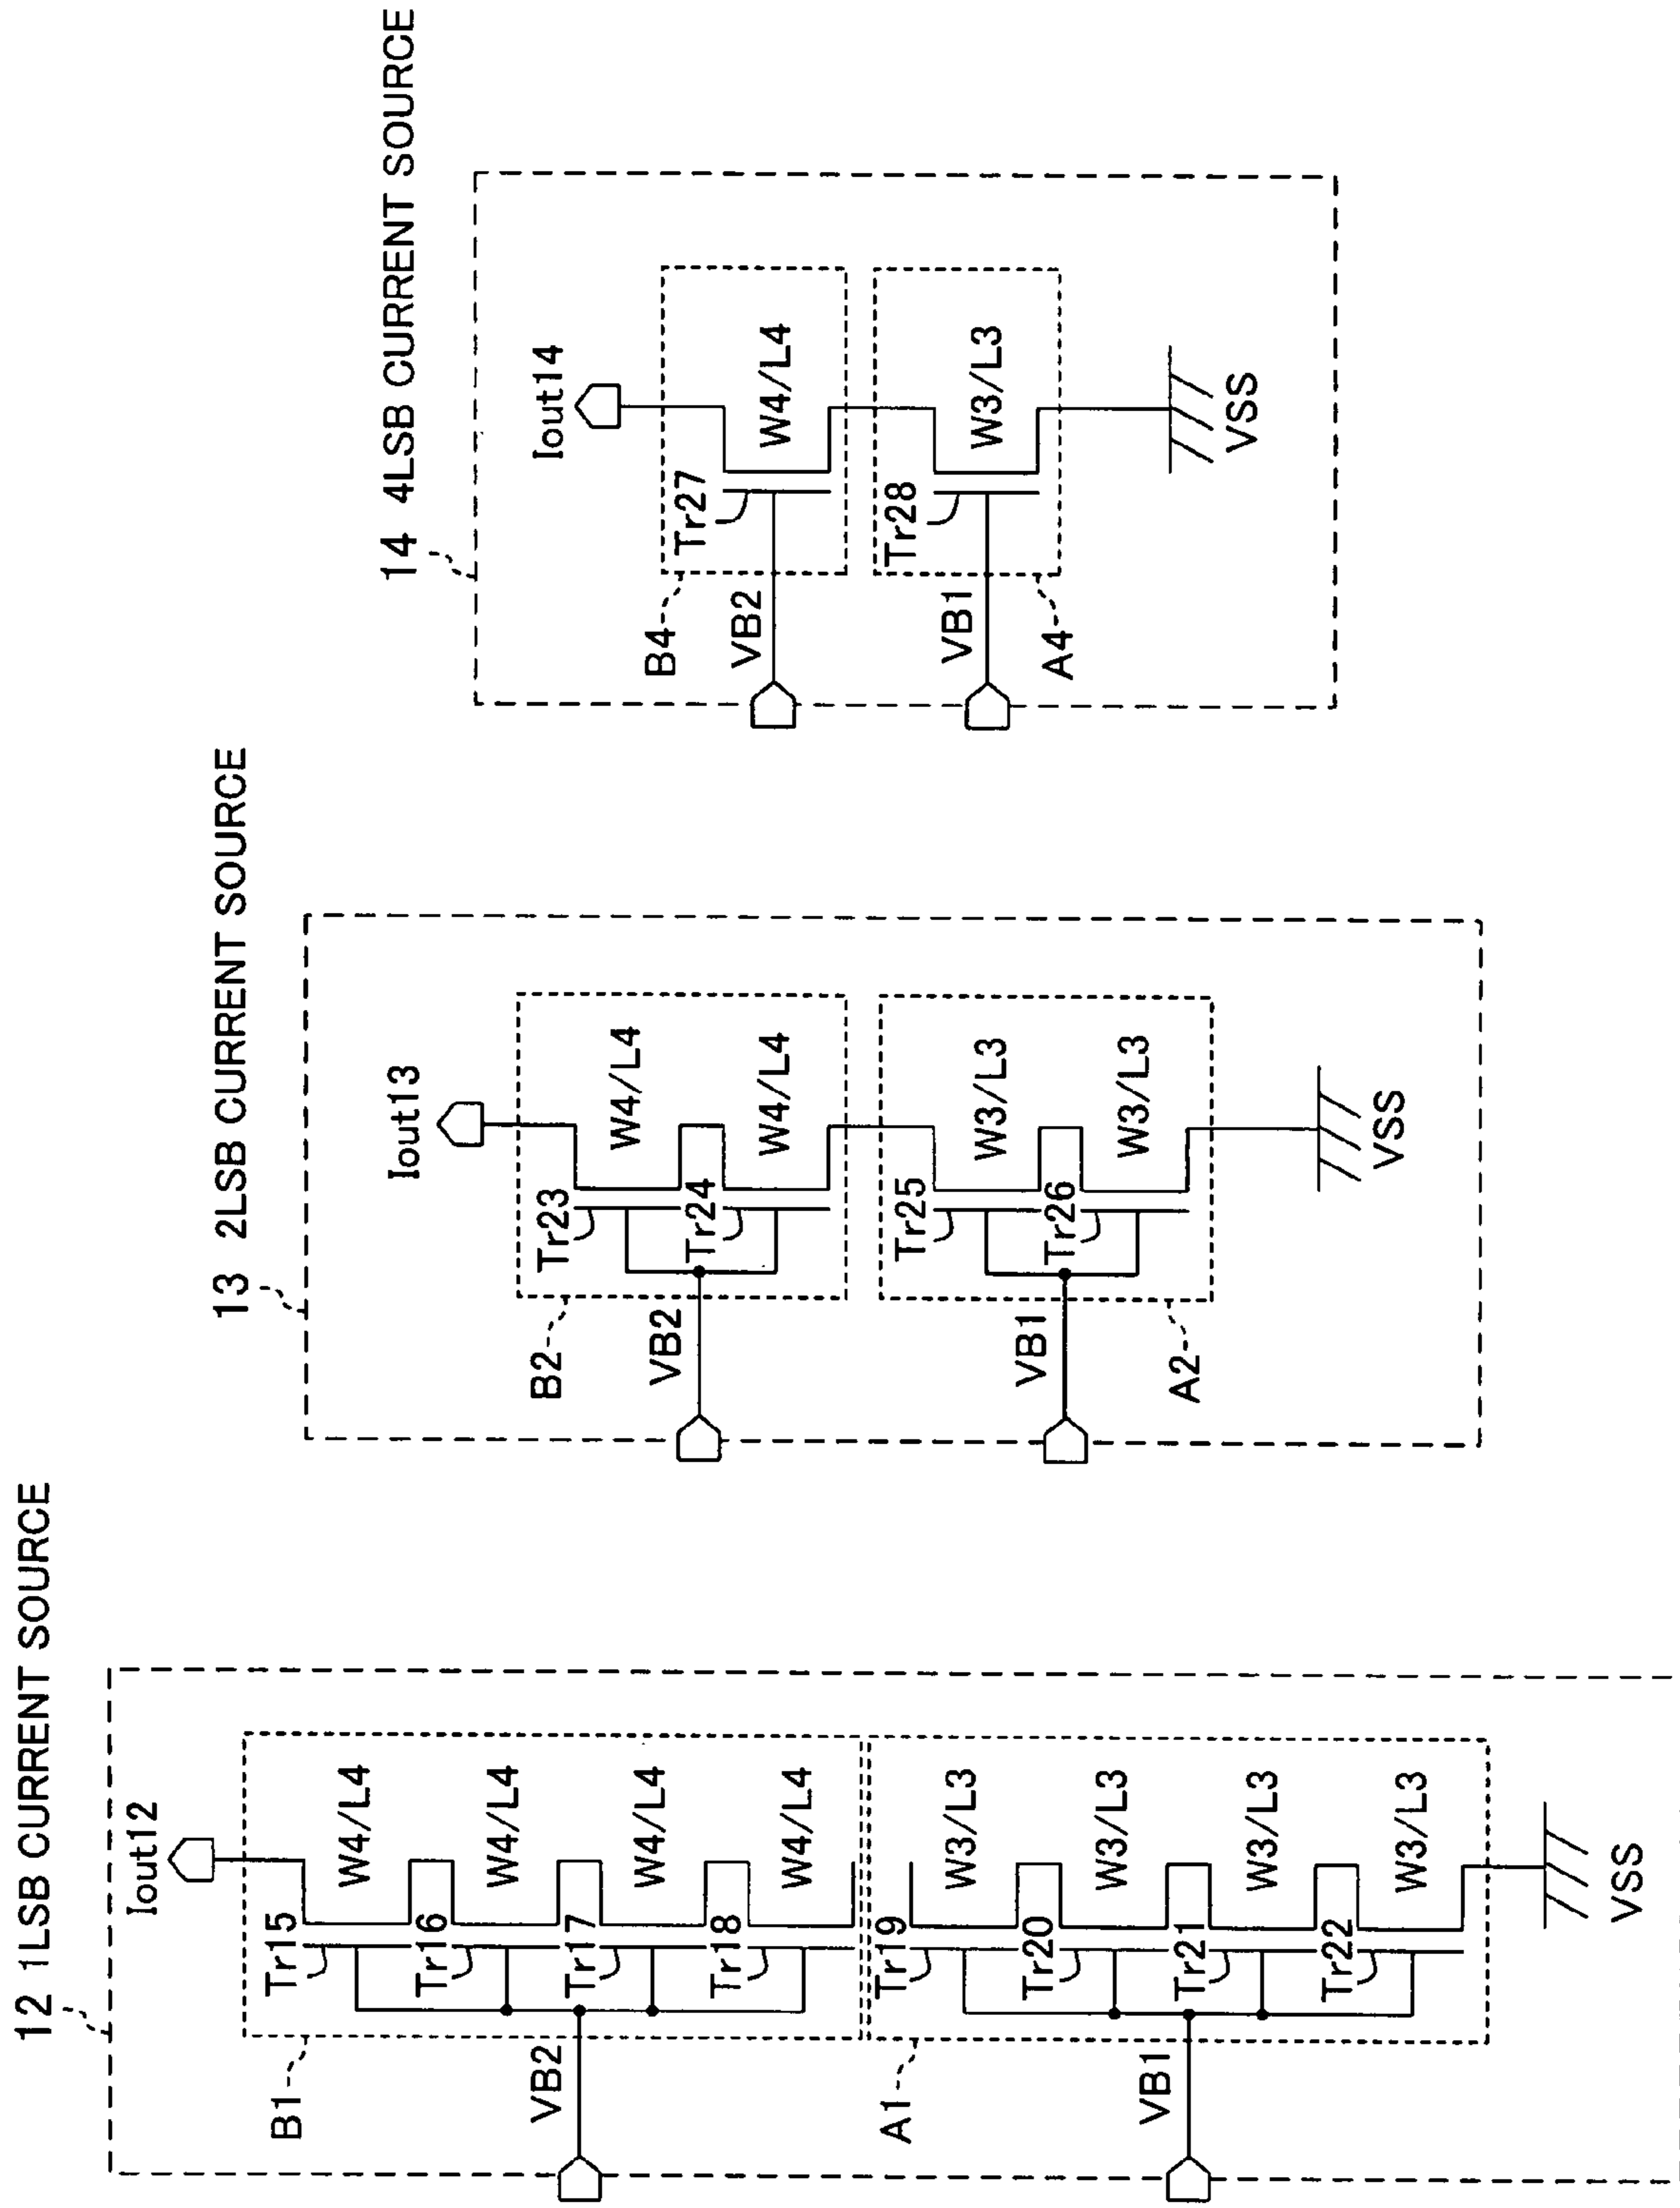 12 1LSB CURRENT SOURCE
Iout12
Tr15
W4/L4
Tr16
W4/L4
Tr17
W4/L4
Tr18
W4/L4
B1
VB2
Tr19
W3/L3
Tr20
W3/L3
Tr21
W3/L3
Tr22
W3/L3
A1
VB1
VSS
13 2LSB CURRENT SOURCE
Iout13
Tr23
W4/L4
Tr24
W4/L4
B2
VB2
Tr25
W3/L3
Tr26
W3/L3
VB1
A2
VSS
14 4LSB CURRENT SOURCE
Iout14
Tr27
W4/L4
B4
VB2
Tr28
W3/L3
VB1
A4
VSS